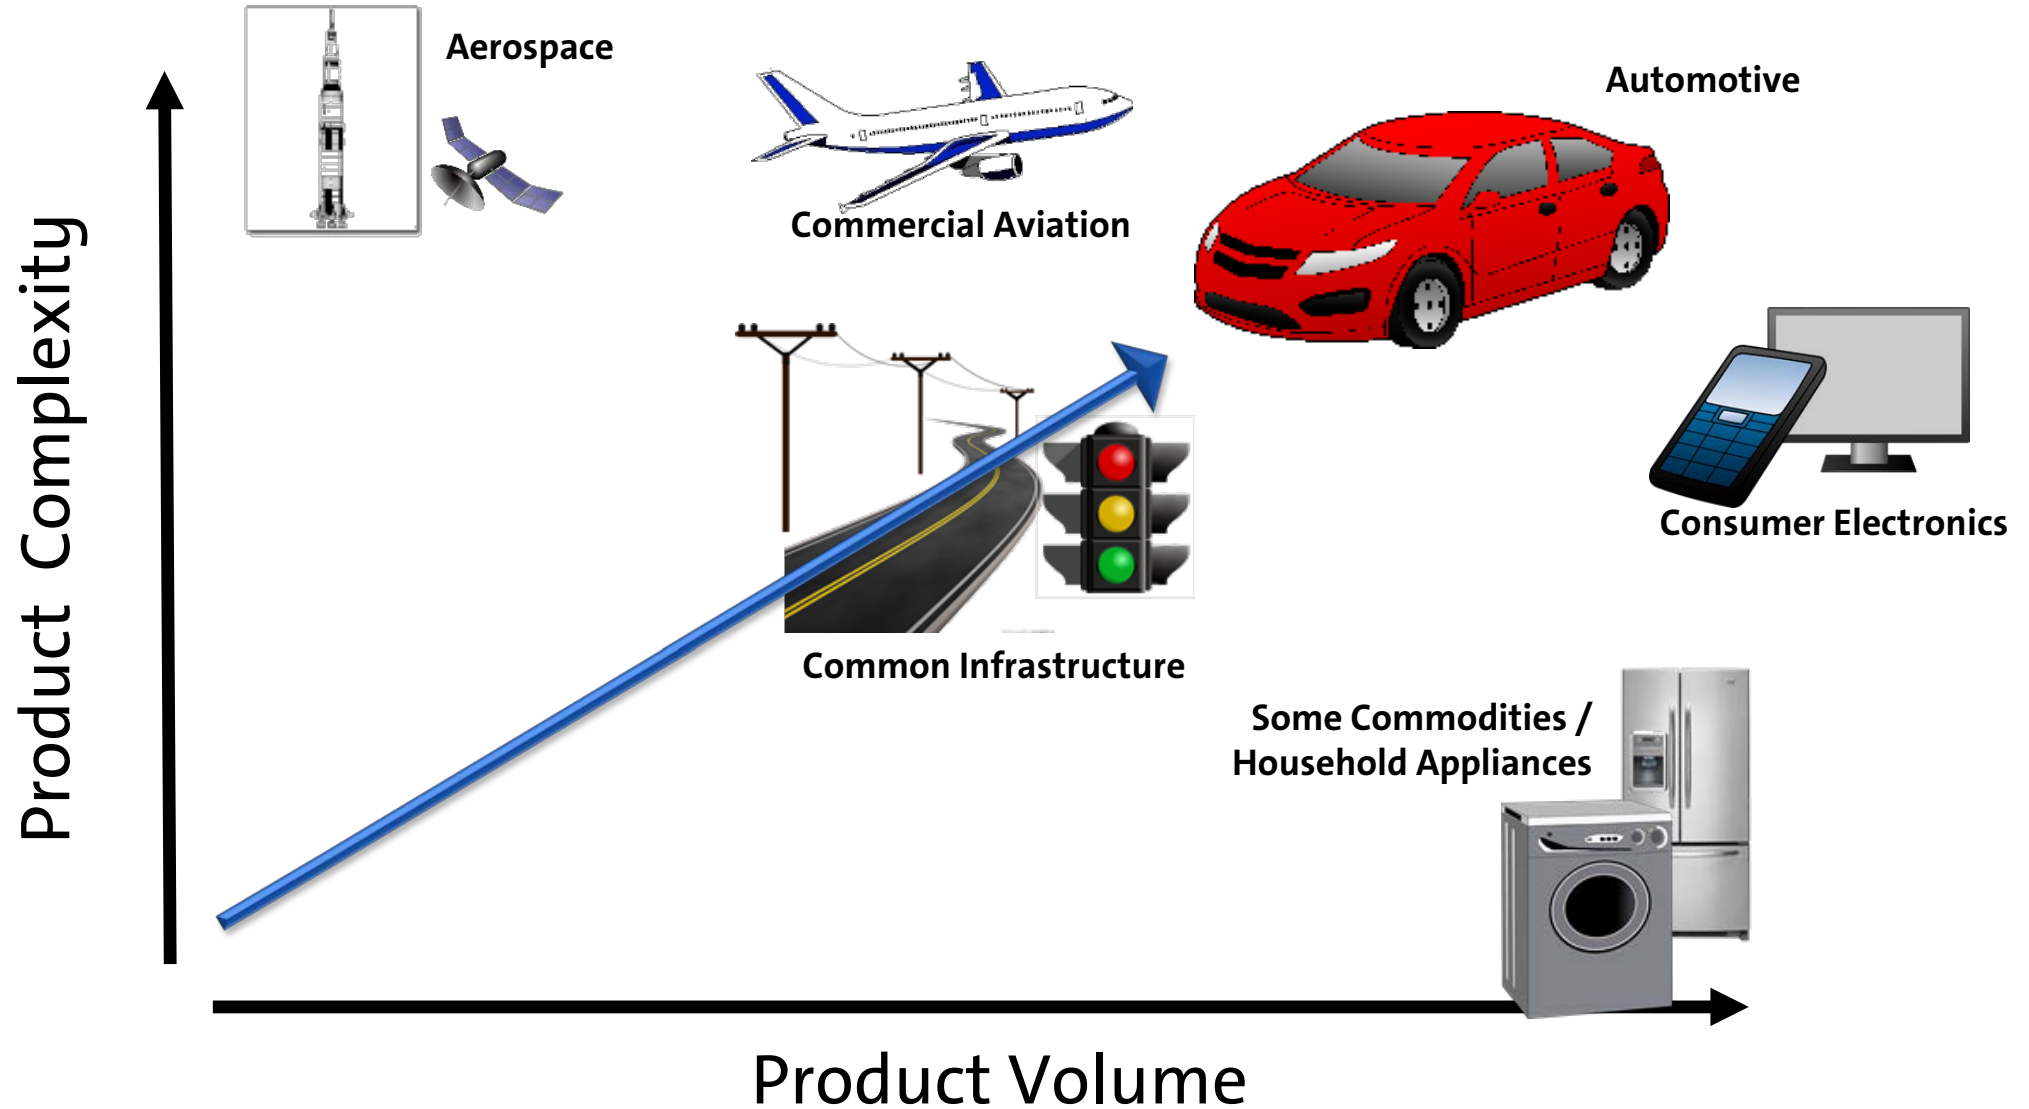 Aerospace
Automotive
Commercial Aviation
Product Complexity
Consumer Electronics
Common Infrastructure
Some Commodities /
Household Appliances
Product Volume